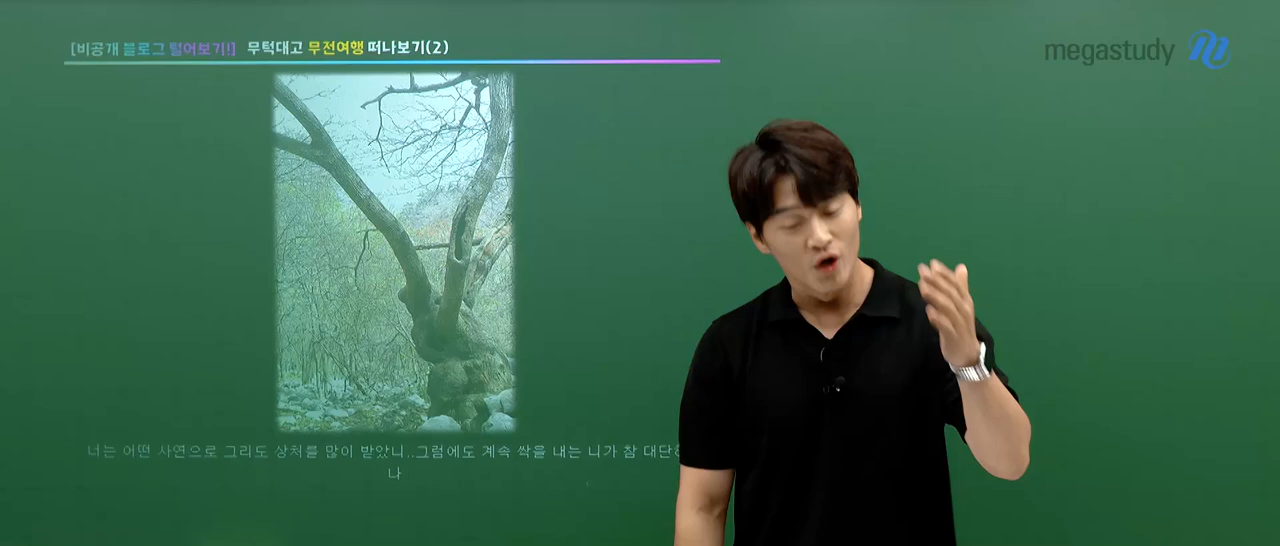 [비공개 블로그 털어보기!] 무턱대고 무전여행 떠나보기(2)
megastudy
너는 어떤 사연으로 그리도 상처를 많이 받았니..그럼에도 계속 싹을 내는 니가 참
나